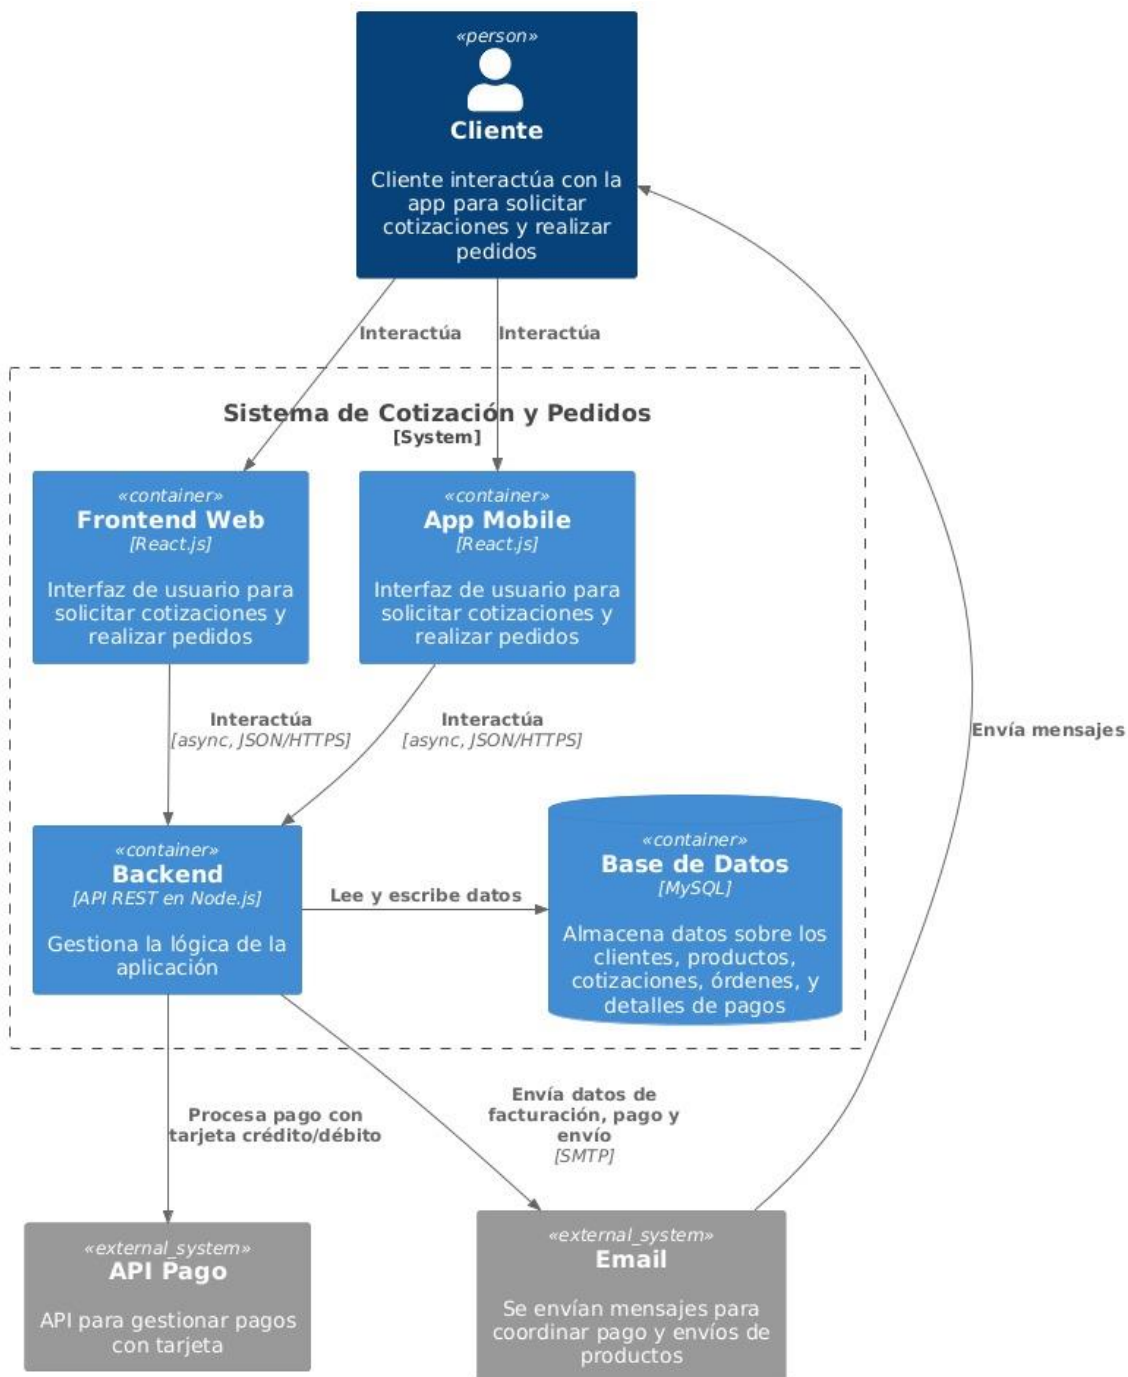 «person»
Cliente
Cliente interactúa con la
app para solicitar
cotizaciones y realizar
pedidos
Interactúa
Interactúa
Sistema de Cotización y Pedidos
[System]
«container»
Frontend Web
[React.js]
Interfaz de usuario para
solicitar cotizaciones y
realizar pedidos
«container»
App Mobile
[React.js]
Interfaz de usuario para
solicitar cotizaciones y
realizar pedidos
Interactúa
[async, JSON/HTTPS]
Interactúa
[async, JSON/HTTPS]
Envía mensajes
«container»
Backend
[API REST en Node.js]
Gestiona la lógica de la
aplicación
Lee y escribe datos
«container»
Base de Datos
[MySQL]
Almacena datos sobre los
clientes, productos,
cotizaciones, órdenes, y
detalles de pagos
Procesa pago con
tarjeta crédito/débito
Envía datos de
facturación, pago y
envío
[SMTP]
«external_system»
API Pago
API para gestionar pagos
con tarjeta
«external_system»
Email
Se envían mensajes para
coordinar pago y envíos de
productos